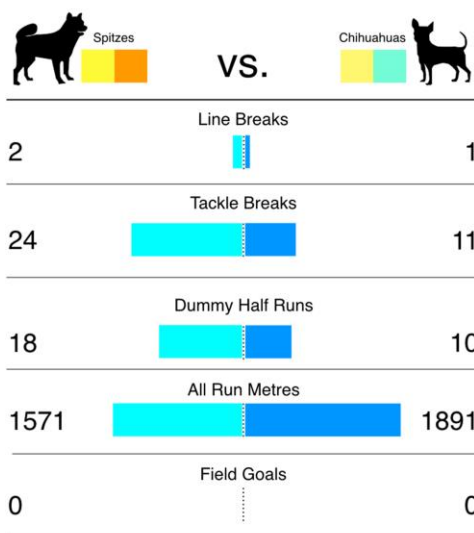 Spitzes
vs.
Chihuahuas
Line Breaks
2
1
Tackle Breaks
24
11
Dummy Half Runs
18
10
All Run Metres
1571
1891
Field Goals
0
0